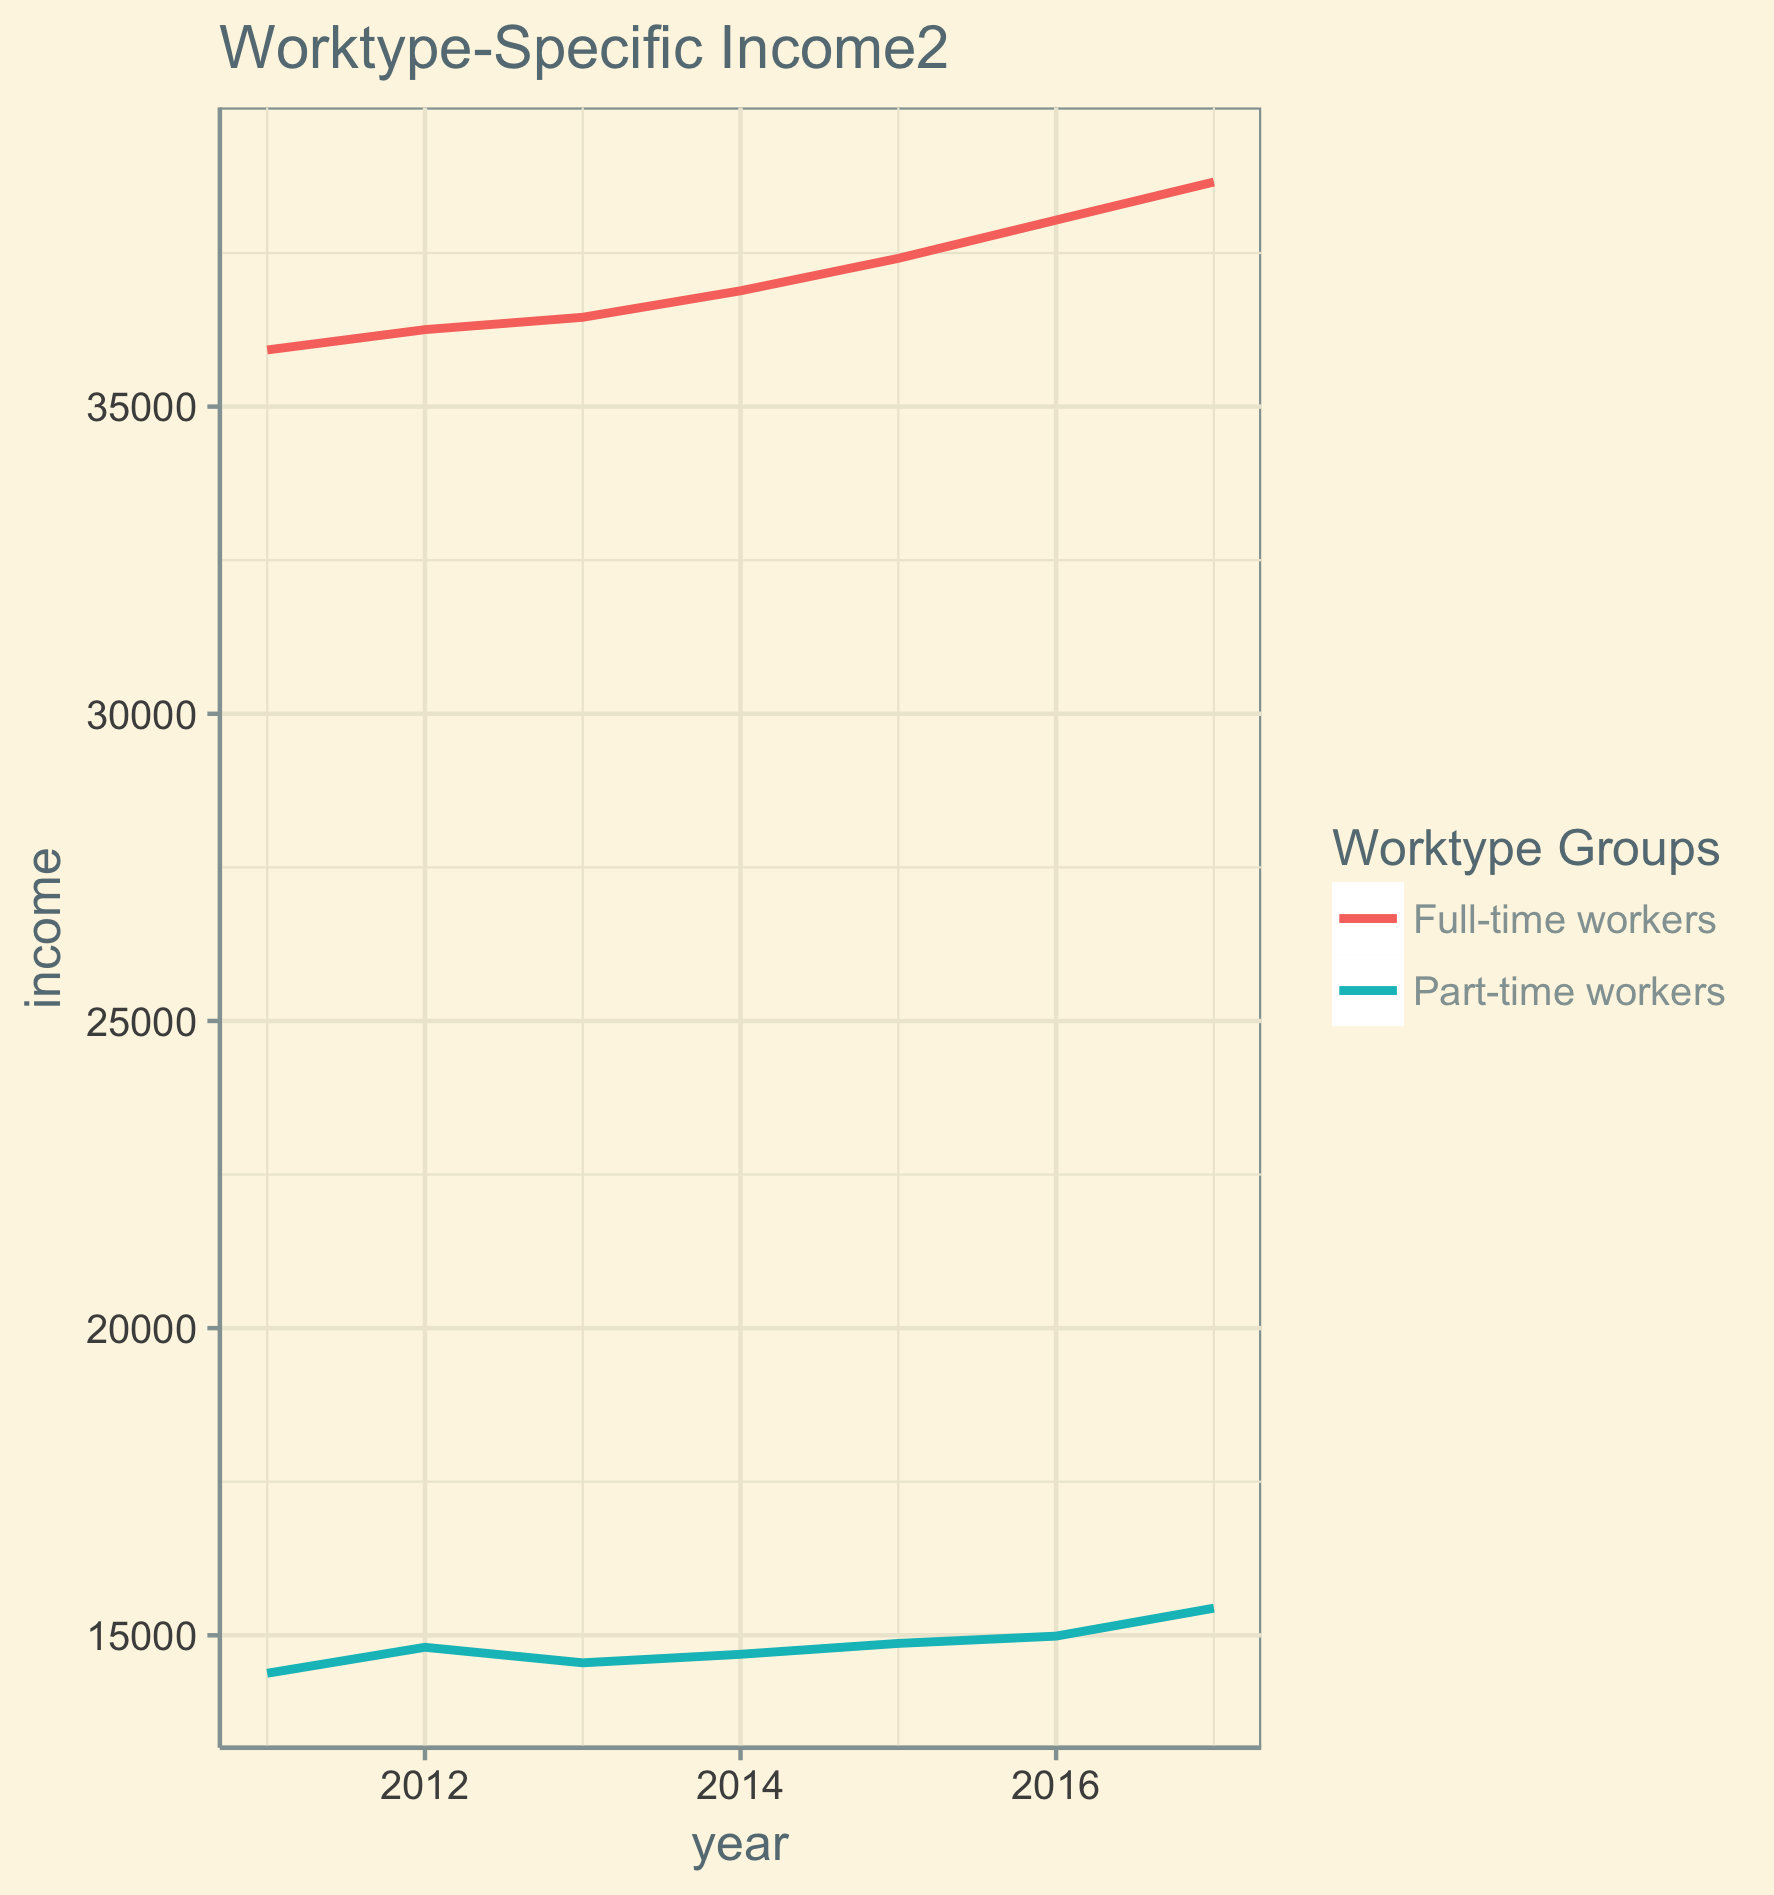 Worktype-Specific Income2
35000
30000
25000
20000
15000
income
2012 2014 2016
year
Worktype Groups
Full-time workers
Part-time workers